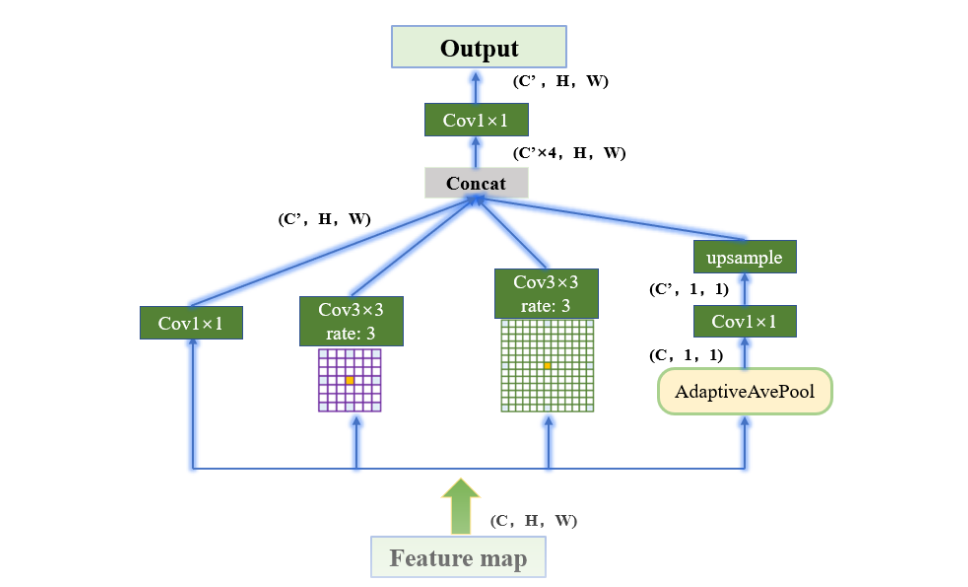 Output
(C’, H, W)
Cov1×1
(C’×4, H, W)
Concat
(C’, H, W)
upsample
Cov3×3
rate: 3
(C’, 1, 1)
Cov1×1
Cov3×3
rate: 3
Cov1×1
(C, 1, 1)
AdaptiveAvePool
(C, H, W)
Feature map